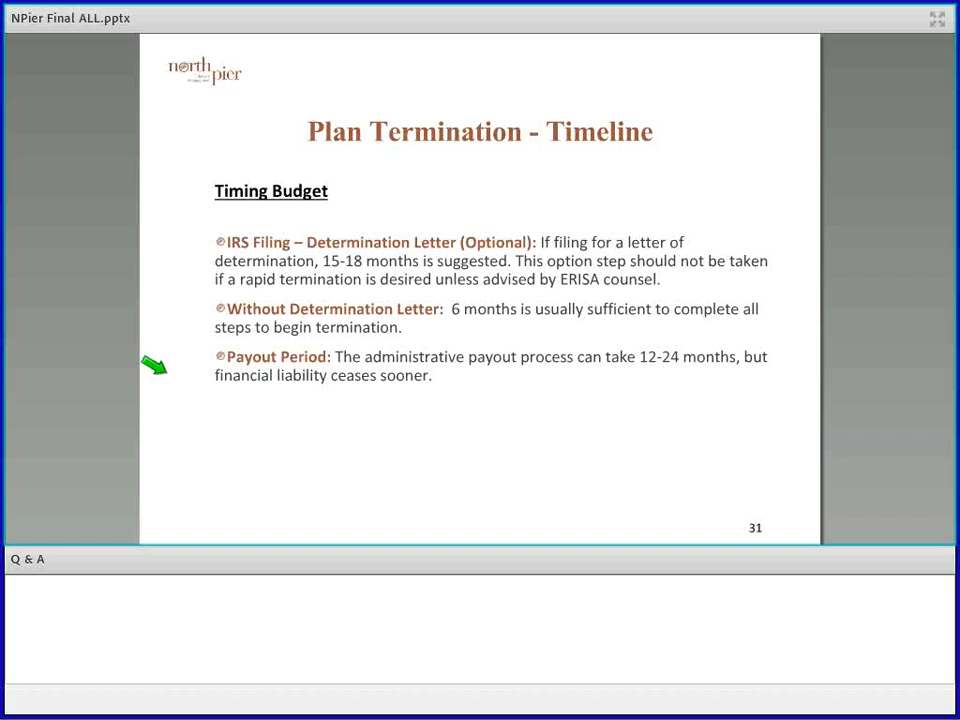 NPier Final ALL.pptx
north
pier
Plan Termination - Timeline
Timing Budget
IRS Filing – Determination Letter (Optional): If filing for a letter of
determination, 15-18 months is suggested. This option step should not be taken
if a rapid termination is desired unless advised by ERISA counsel.
Without Determination Letter: 6 months is usually sufficient to complete all
steps to begin termination.
Payout Period: The administrative payout process can take 12-24 months, but
financial liability ceases sooner.
31
Q & A